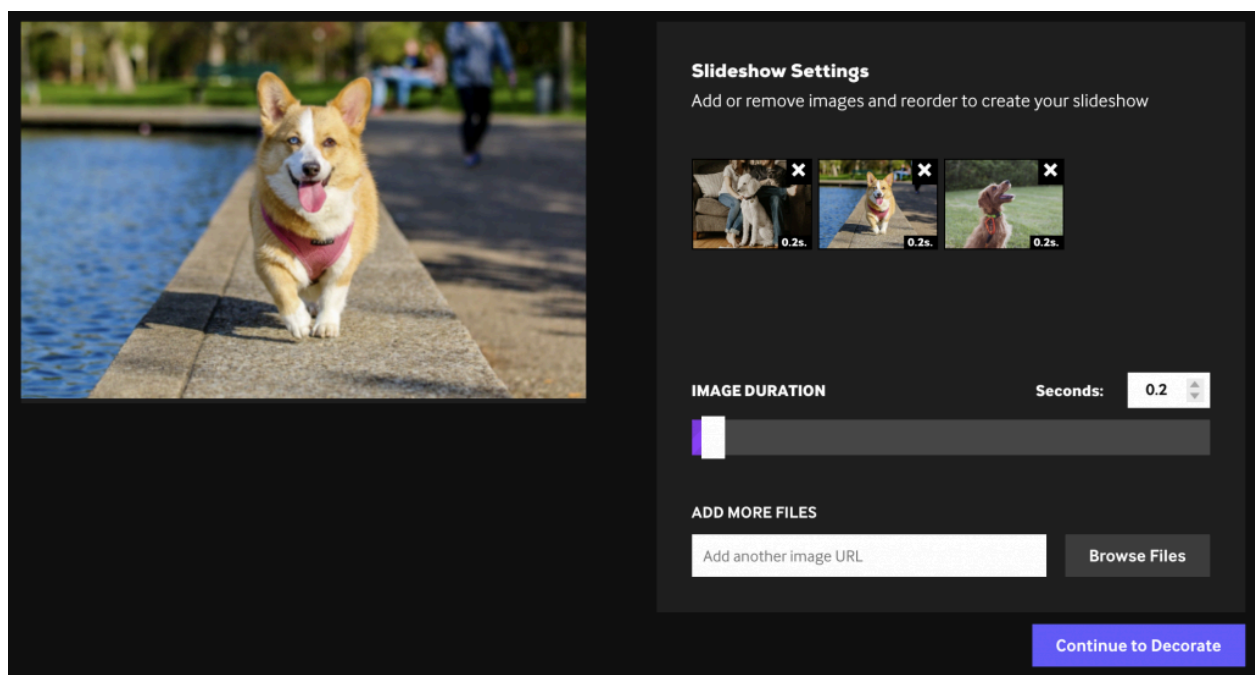 Slideshow Settings
Add or remove images and reorder to create your slideshow
0.2s. 0.2s. 0.2s.
IMAGE DURATION Seconds: 0.2
ADD MORE FILES
Add another image URL Browse Files
Continue to Decorate